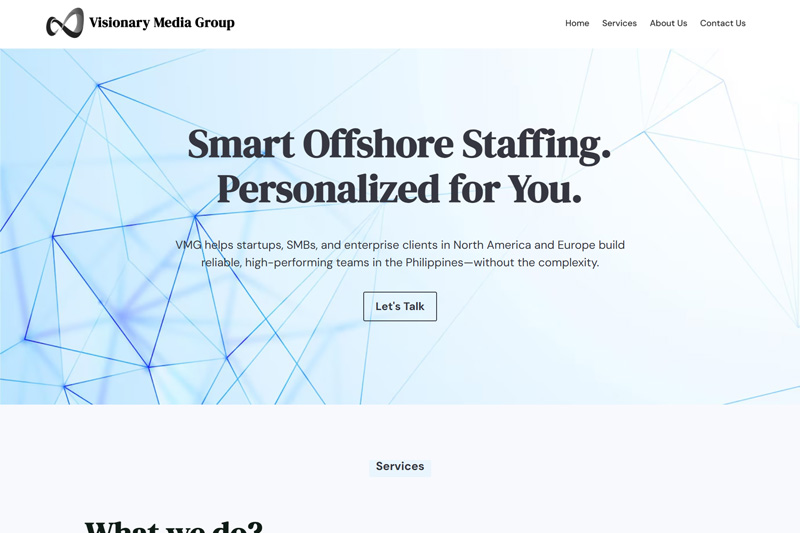 Visionary Media Group
Home Services About Us Contact Us
Smart Offshore Staffing.
Personalized for You.
VMG helps startups, SMBs, and enterprise clients in North America and Europe build
reliable, high-performing teams in the Philippines—without the complexity.
Let's Talk
Services
What we do?